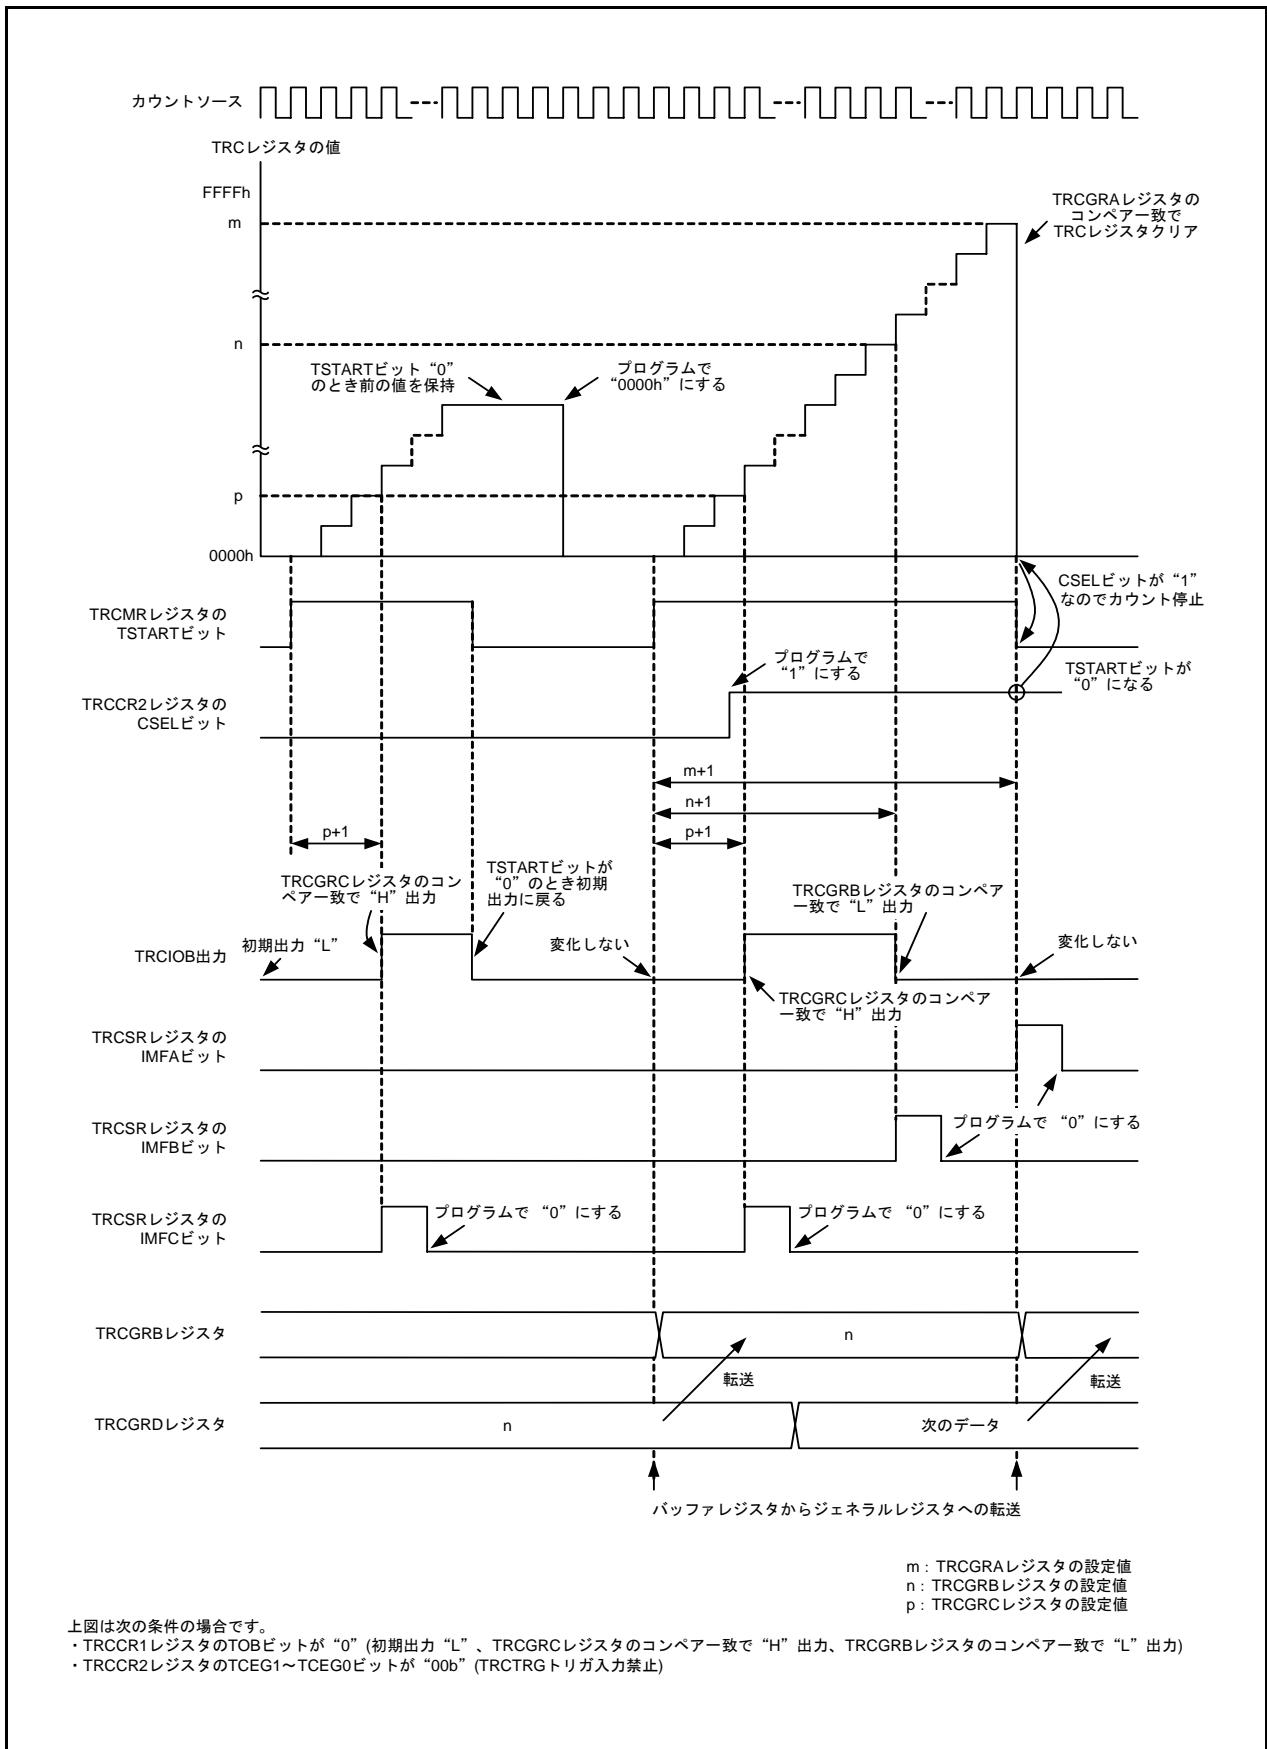 カウントソース
TRCレジスタの値
FFFFh
m
TRCGRAレジスタの
コンペア一致で
TRCレジスタクリア
n
TSTARTビット“0”
のとき前の値を保持
プログラムで
“0000h”にする
p
0000h
TRCMRレジスタの
TSTARTビット
CSELビットが“1”
なのでカウント停止
プログラムで
“1”にする
TSTARTビットが
“0”になる
TRCCR2レジスタの
CSELビット
m+1
n+1
p+1
p+1
TRCGRCレジスタのコン
ペア一致で“H”出力
TSTARTビットが
“0”のとき初期
出力に戻る
TRCGRBレジスタのコンペア
一致で“L”出力
TRCIOB出力
初期出力“L”
変化しない
変化しない
TRCGRCレジスタのコンペア
一致で“H”出力
TRCSRレジスタの
IMFAビット
TRCSRレジスタの
IMFBビット
プログラムで “0”にする
TRCSRレジスタの
IMFCビット
プログラムで “0”にする
プログラムで “0”にする
TRCGRBレジスタ
n
転送
転送
TRCGRDレジスタ
n
次のデータ
バッファレジスタからジェネラルレジスタへの転送
m：TRCGRAレジスタの設定値
n：TRCGRBレジスタの設定値
p：TRCGRCレジスタの設定値
上図は次の条件の場合です。
・TRCCR1レジスタのTOBビットが“0”(初期出力“L”、TRCGRCレジスタのコンペア一致で“H”出力、TRCGRBレジスタのコンペア一致で“L”出力)
・TRCCR2レジスタのTCEG1～TCEG0ビットが“00b”(TRCTRGトリガ入力禁止)